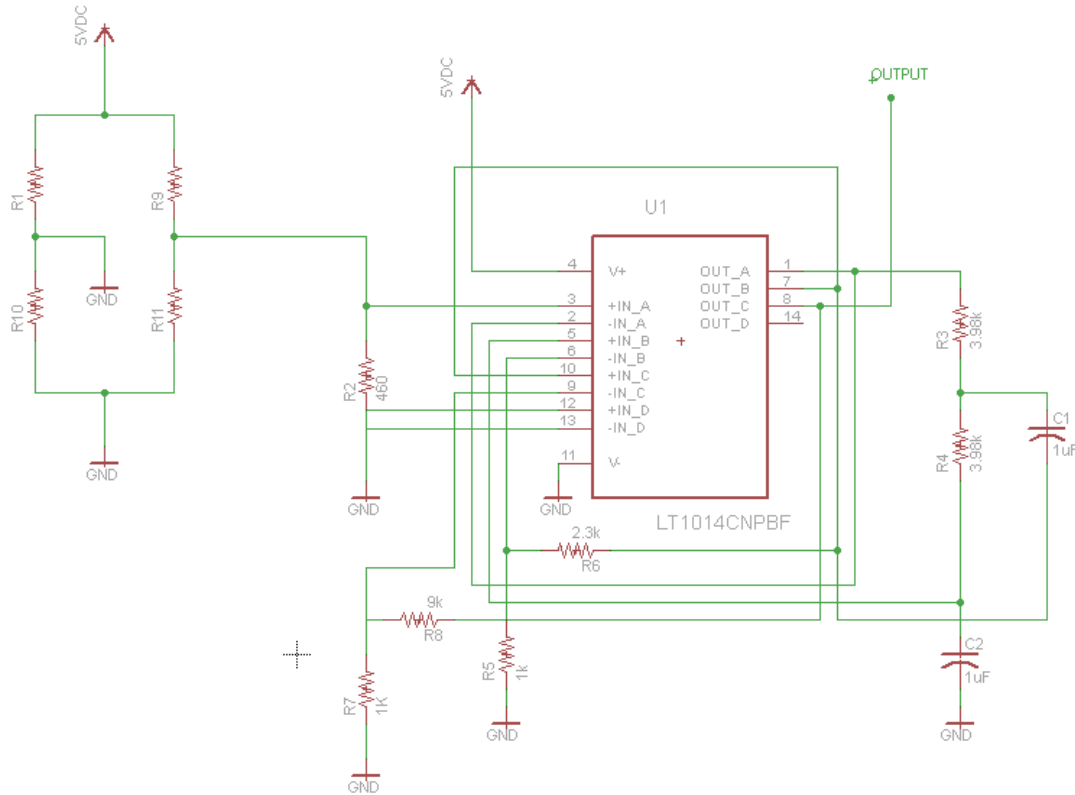 5VDC
5VDC
OUTPUT
R1
R9
R10
R11
GND
GND
U1
4
V+
3
+IN_A
2
-IN_A
5
+IN_B
6
-IN_B
10
+IN_C
9
-IN_C
12
+IN_D
13
-IN_D
11
V-
OUT_A
1
OUT_B
7
OUT_C
8
OUT_D
14
LT1014CNPBF
R2
460
GND
GND
R3
3.98k
R4
3.98k
C1
1uF
2.3k
R6
9k
R8
R5
1k
GND
R7
1K
GND
C2
1uF
GND